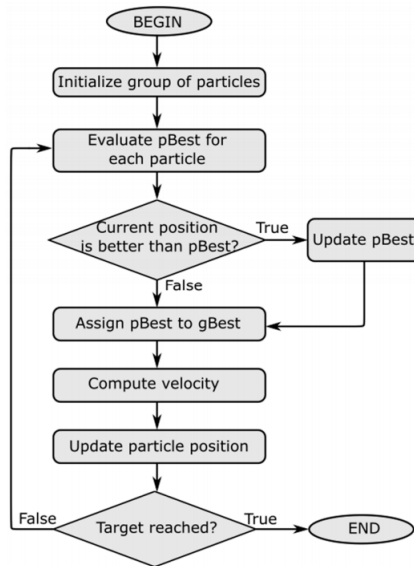 BEGIN
Initialize group of particles
Evaluate pBest for
each particle
Current position
is better than pBest?
True
Update pBest
False
Assign pBest to gBest
Compute velocity
Update particle position
False
Target reached?
True
END